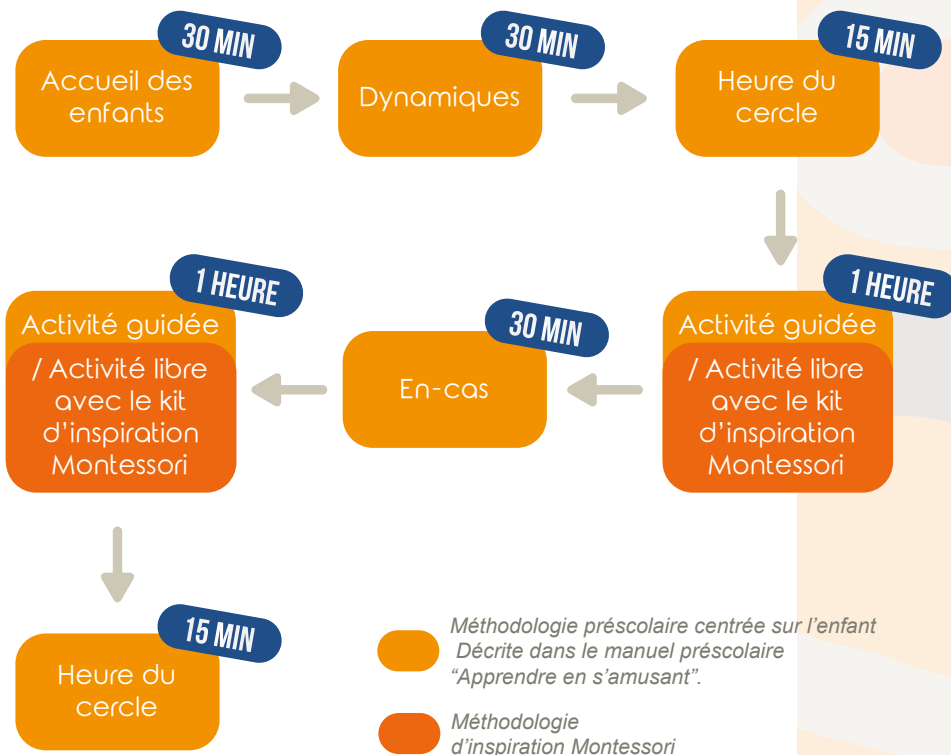 30 MIN
Accueil des
enfants
30 MIN
Dynamiques
15 MIN
Heure du
cercle
1 HEURE
Activité guidée
/ Activité libre
avec le kit
d’inspiration
Montessori
30 MIN
En-cas
1 HEURE
Activité guidée
/ Activité libre
avec le kit
d’inspiration
Montessori
15 MIN
Heure du
cercle
Méthodologie préscolaire centrée sur l’enfant
Décrite dans le manuel préscolaire
“Apprendre en s’amusant”.
Méthodologie
d’inspiration Montessori